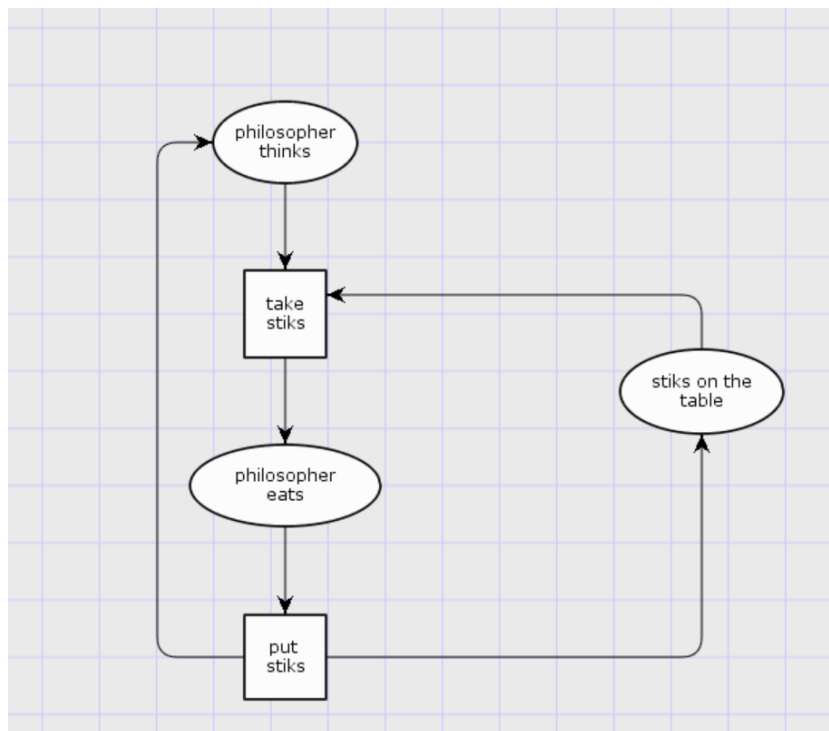 philosopher
thinks
take
stiks
stiks on the
table
philosopher
eats
put
stiks